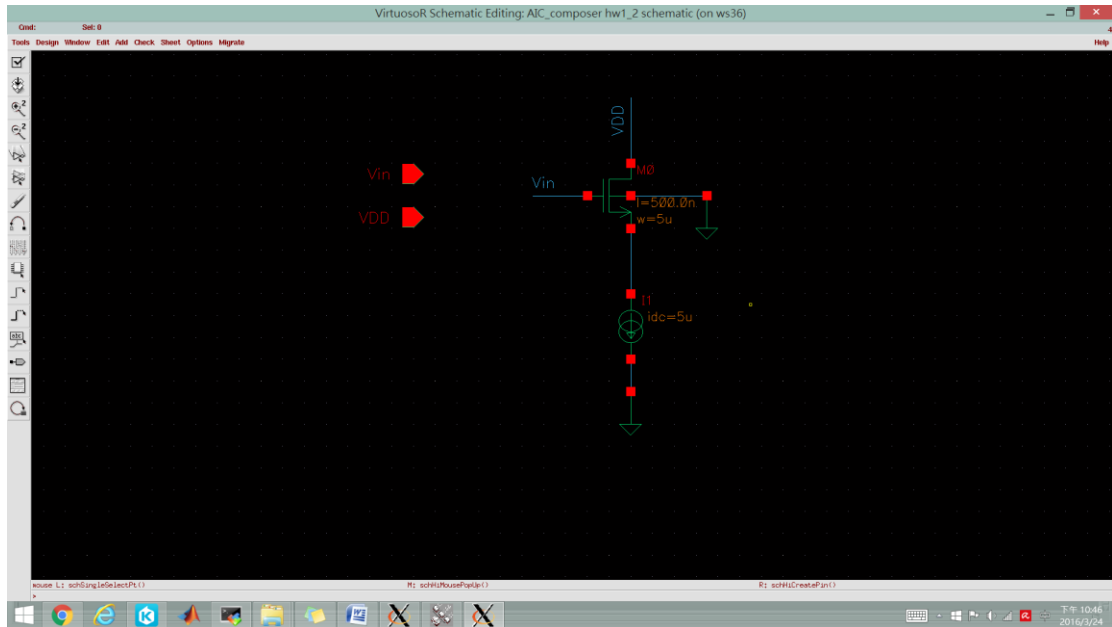 VirtuosoR Schematic Editing: AIC_composer hw1_2 schematic (on ws36)
Cmd: Sel: 0
4
Tools Design Window Edit Add Check Sheet Options Migrate Help
VDD
M0
Vin
Vin
l=500.0n
w=5u
VDD
I1
idc=5u
mouse L: schSingleSelectPt() M: schHiMousePopUp() R: schHiCreatePin()
>
下午 10:46
2016/3/24